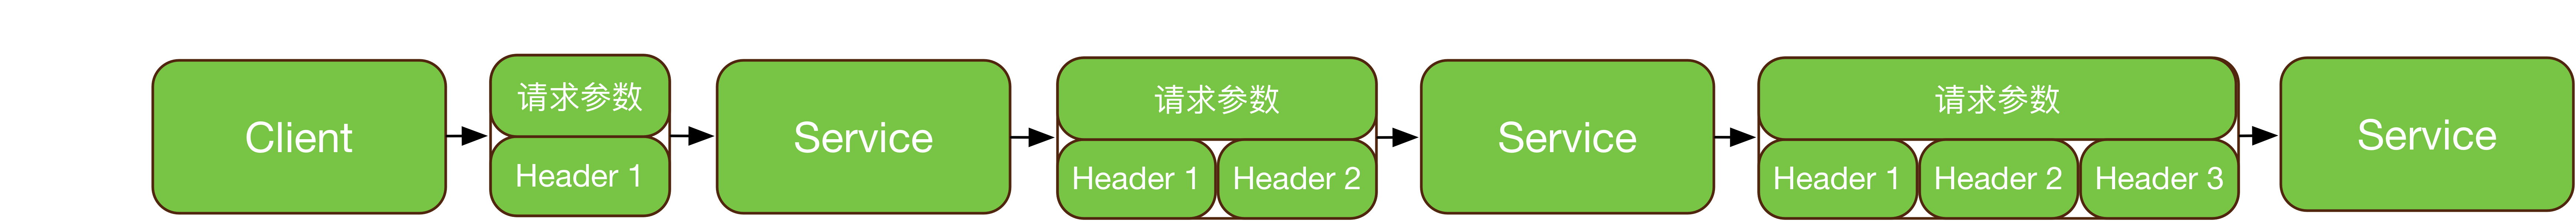 Client
请求参数
Header 1
Service
请求参数
Header 1
Header 2
Service
请求参数
Header 1
Header 2
Header 3
Service